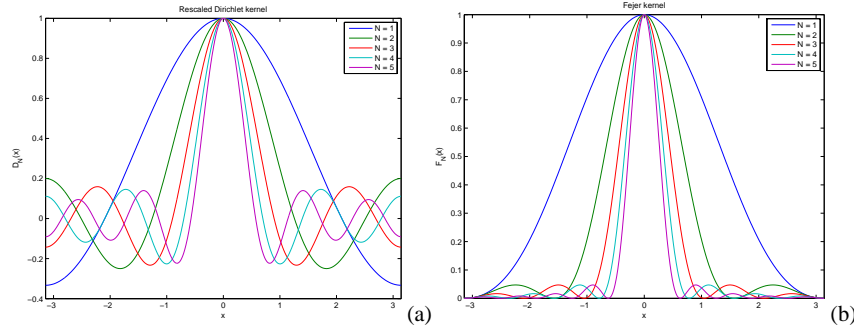 Rescaled Dirichlet kernel
1
0.8
0.6
0.4
0.2
0
−0.2
−0.4
D_N(x)
−3
−2
−1
0
1
2
3
x
N = 1
N = 2
N = 3
N = 4
N = 5
(a)
Fejer kernel
1
0.9
0.8
0.7
0.6
0.5
0.4
0.3
0.2
0.1
0
F_N(x)
−3
−2
−1
0
1
2
3
x
N = 1
N = 2
N = 3
N = 4
N = 5
(b)